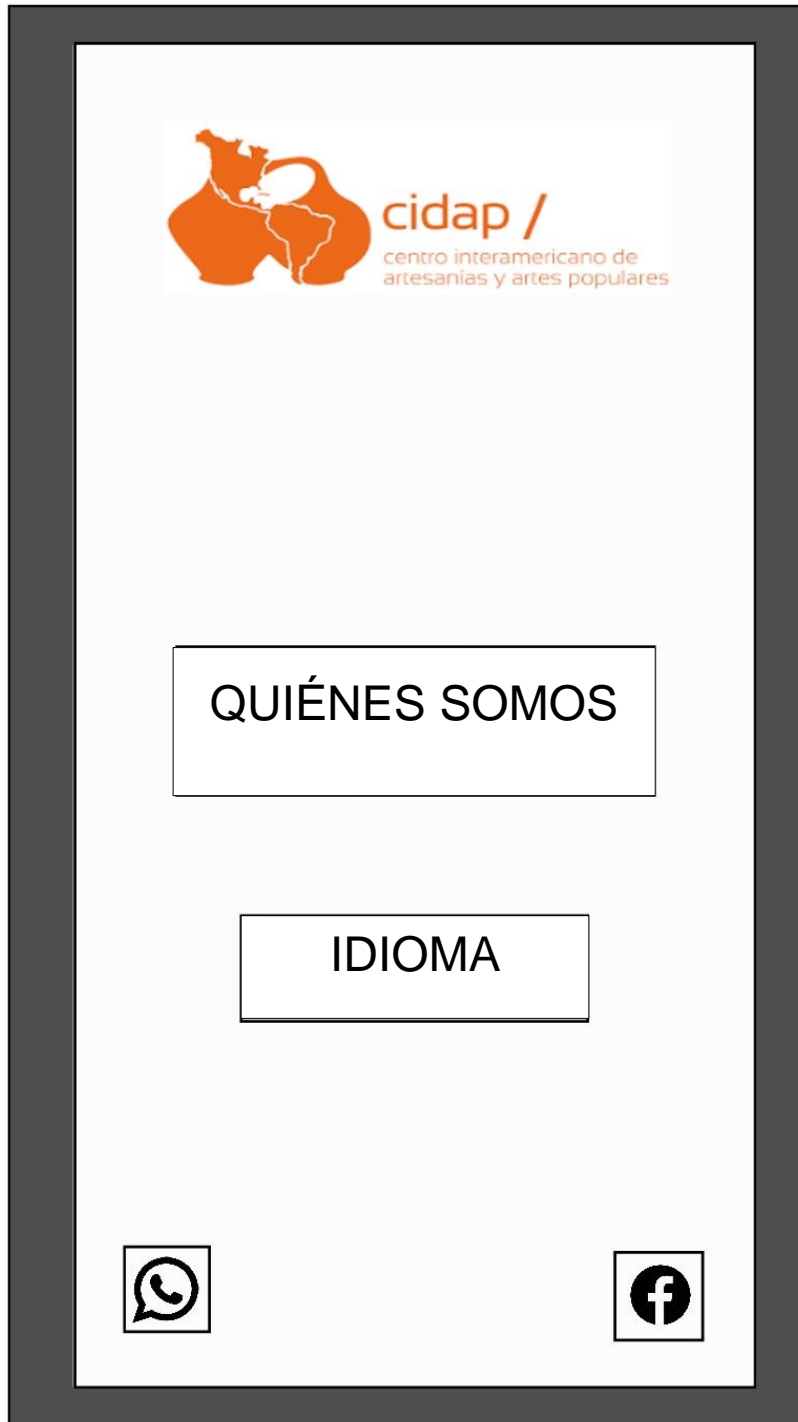 cidap /
centro interamericano de
artesanías y artes populares
QUIÉNES SOMOS
IDIOMA